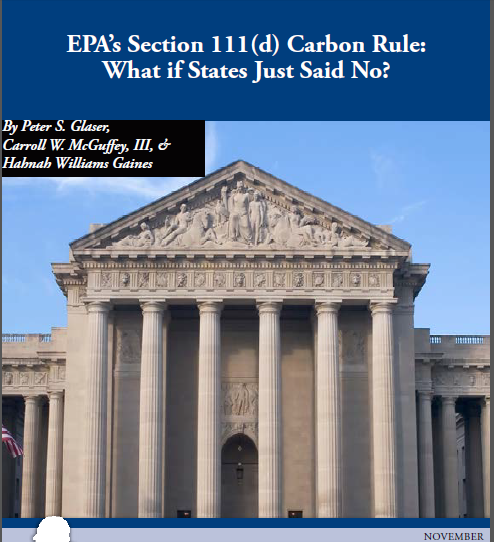 EPA's Section 111(d) Carbon Rule:
What if States Just Said No?
By Peter S. Glaser,
Carroll W. McGuffey, III, &
Hahnah Williams Gaines
NOVEMBER